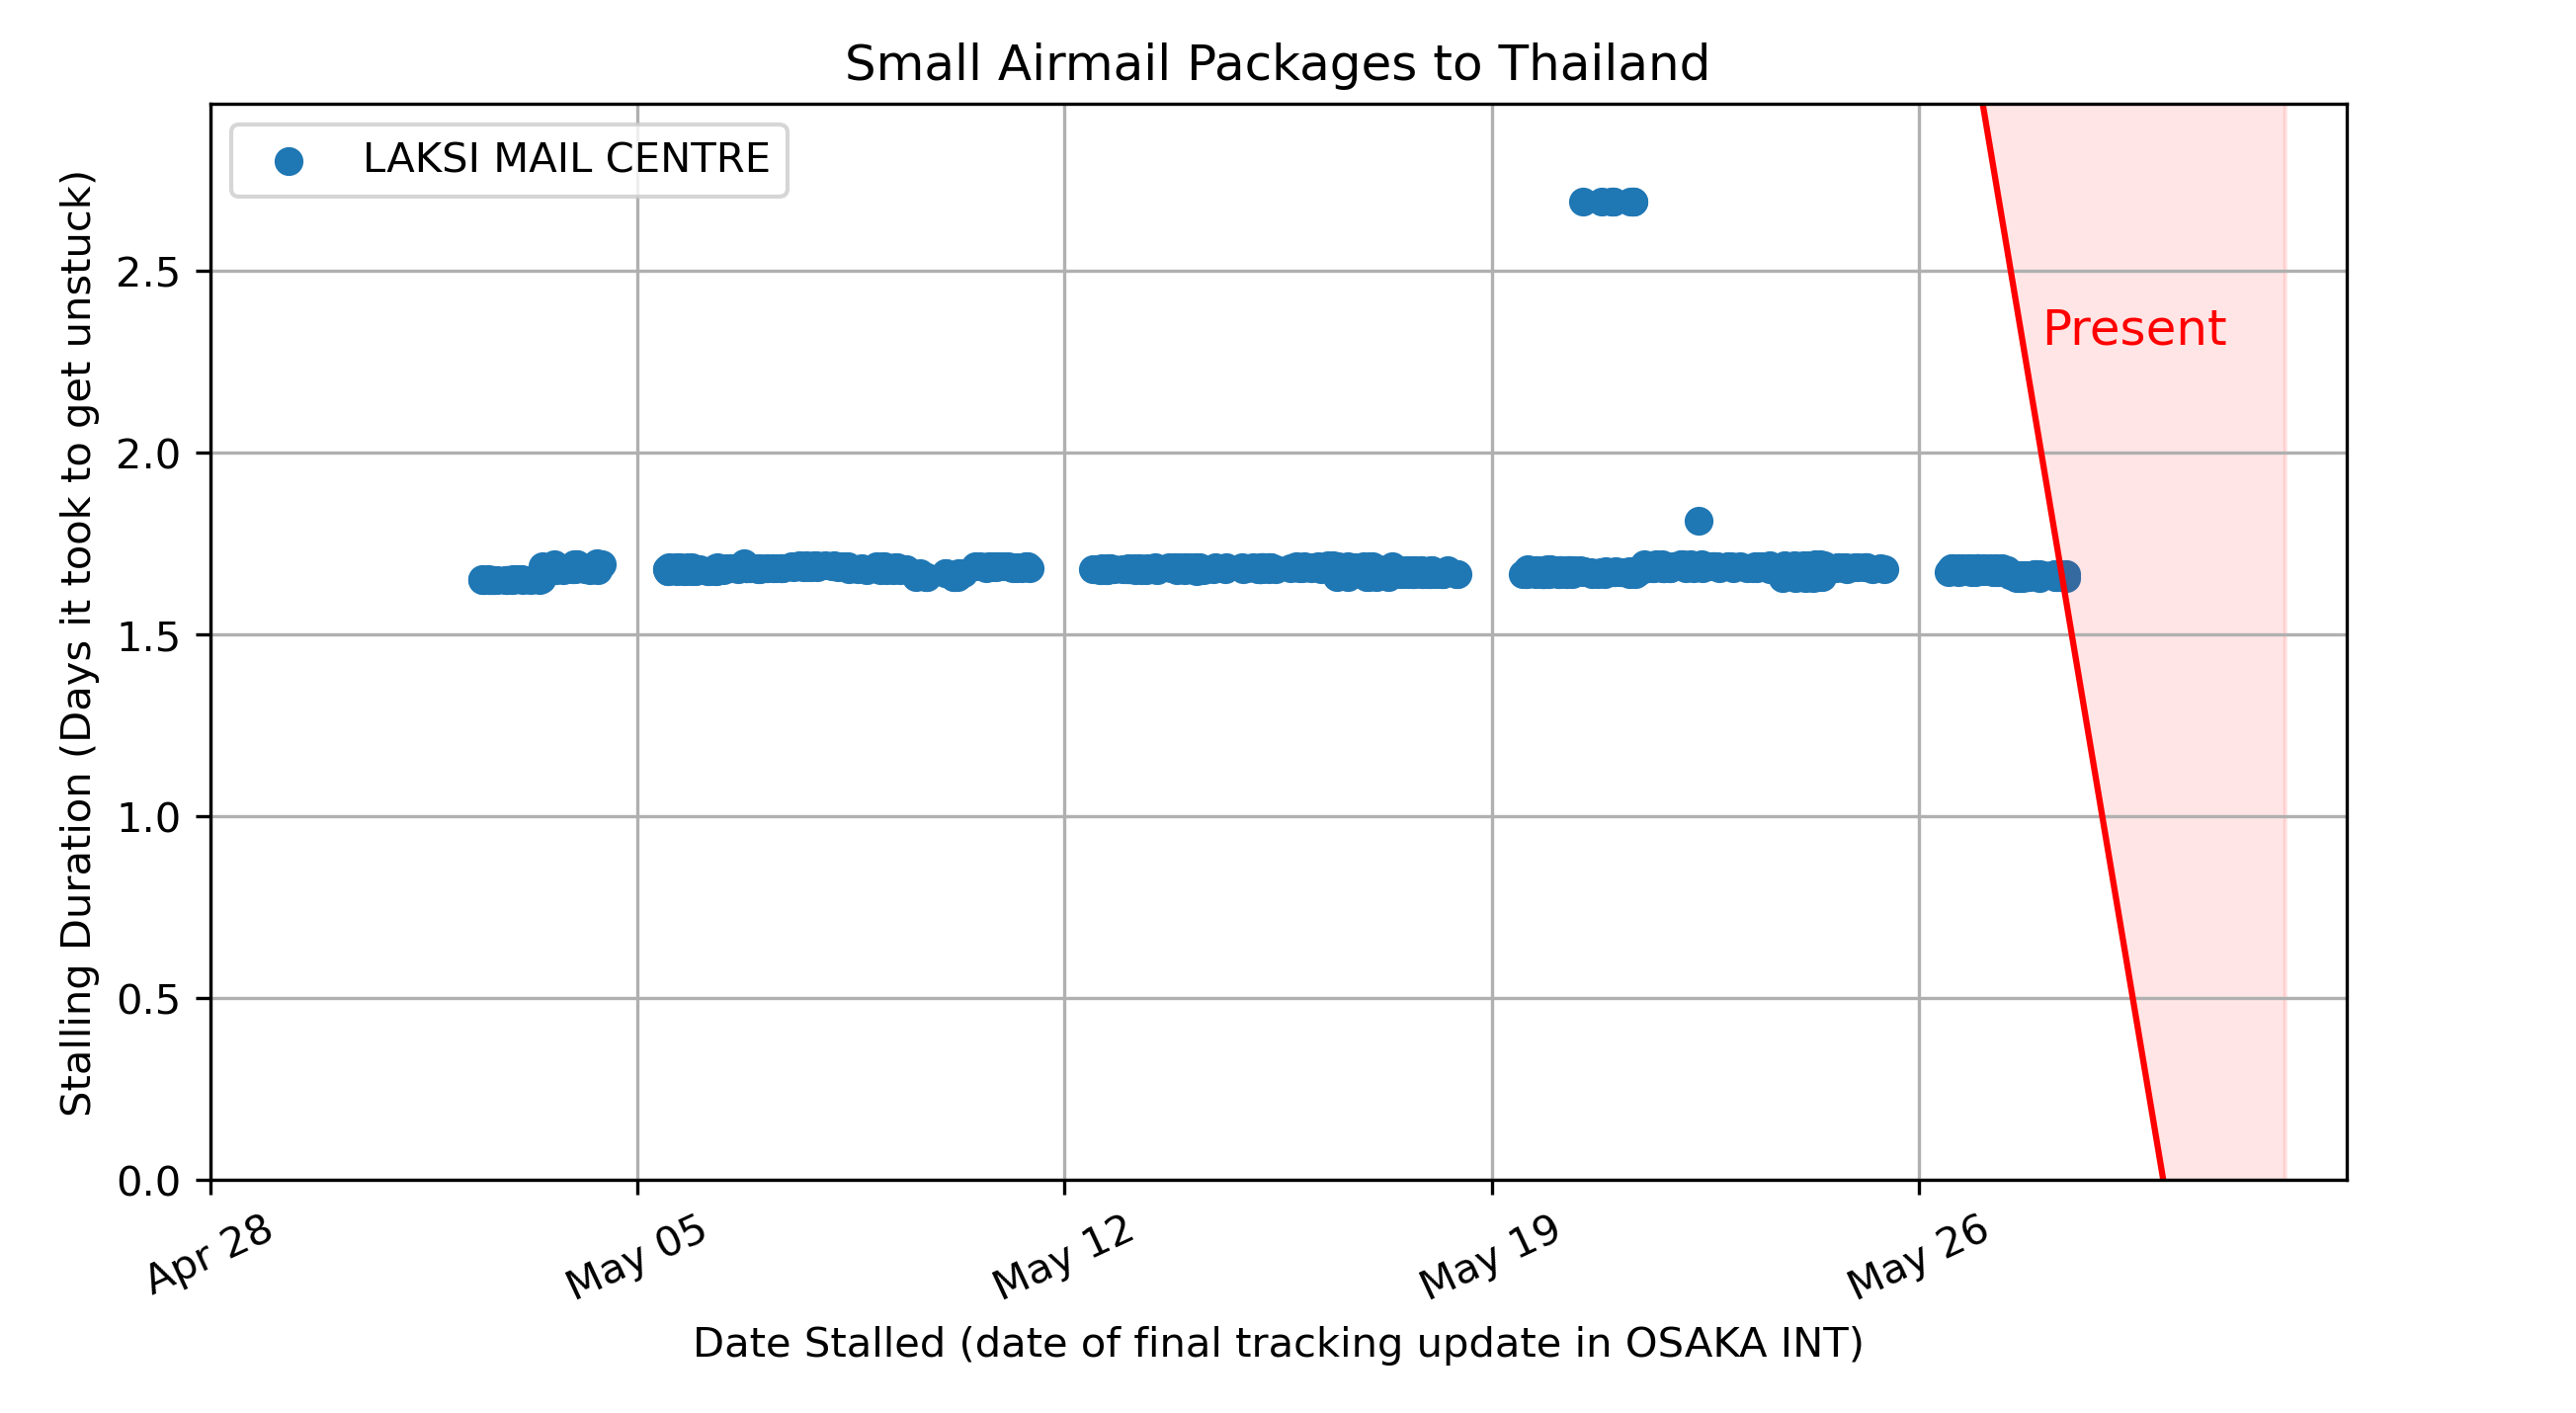 Small Airmail Packages to Thailand
LAKSI MAIL CENTRE
Present
Stalling Duration (Days it took to get unstuck)
2.5
2.0
1.5
1.0
0.5
0.0
Apr 28
May 05
May 12
May 19
May 26
Date Stalled (date of final tracking update in OSAKA INT)